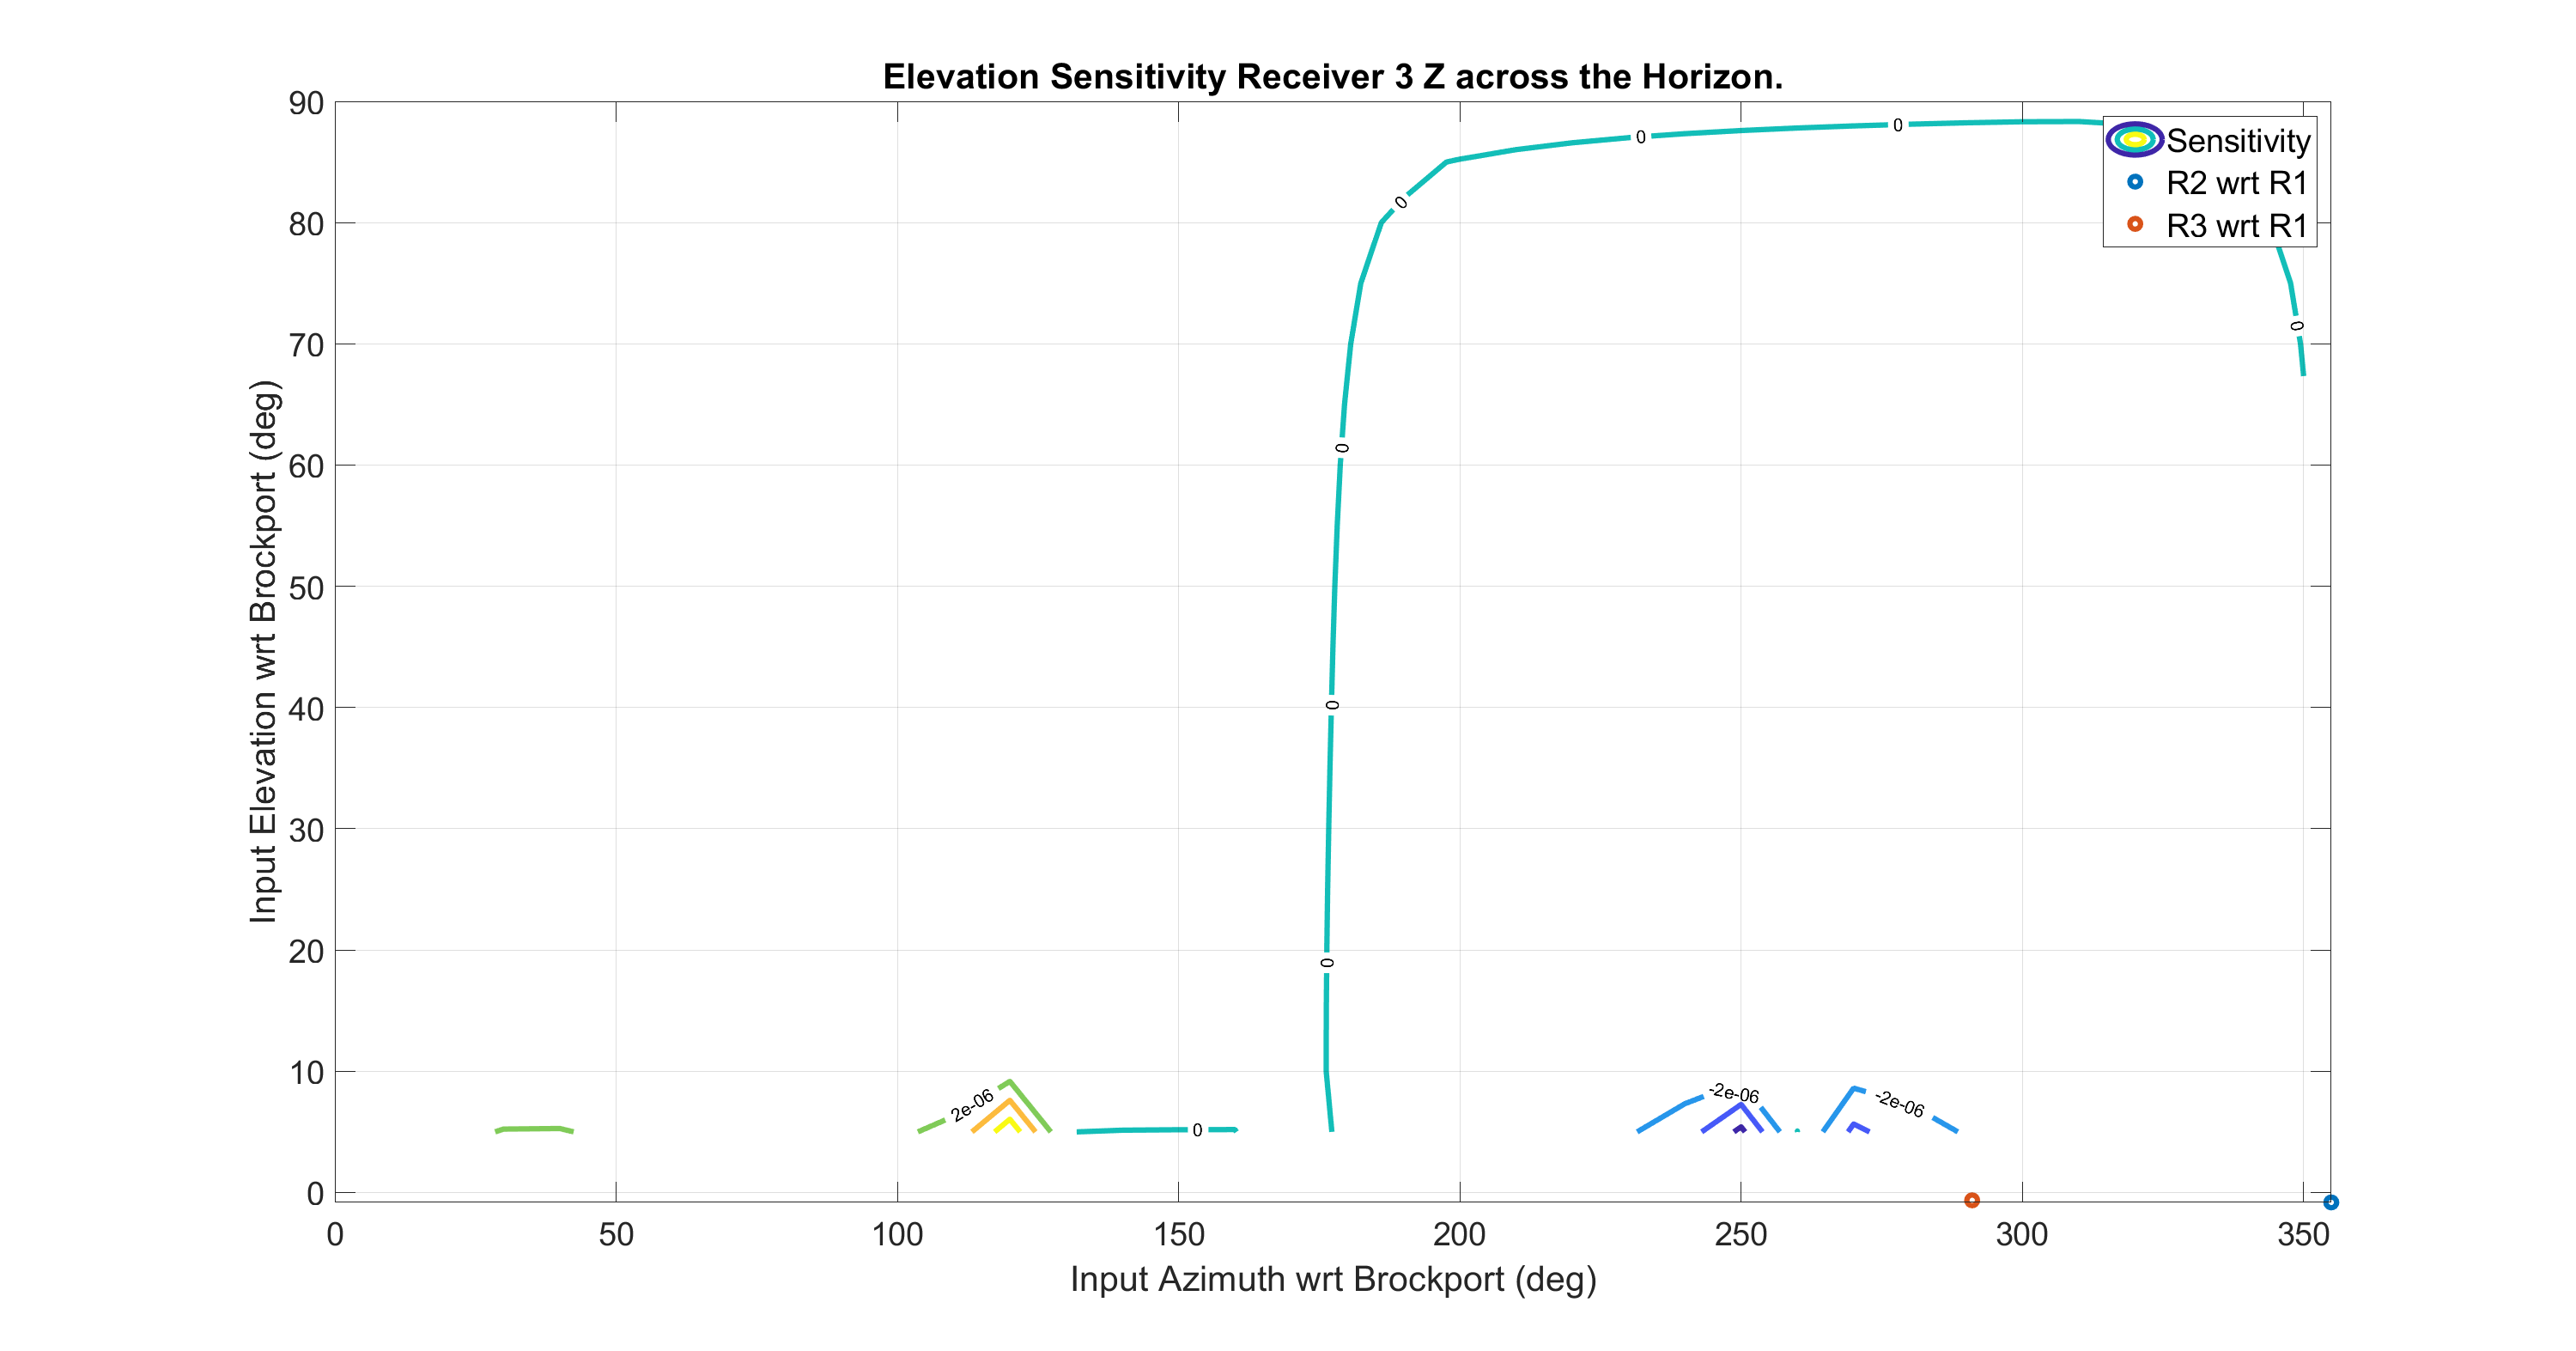 Elevation Sensitivity Receiver 3 Z across the Horizon.
Sensitivity
R2 wrt R1
R3 wrt R1
Input Elevation wrt Brockport (deg)
90
80
70
60
50
40
30
20
10
0
0
0
0
0
0
0
0
0
2e-06
-2e-06
-2e-06
0 50 100 150 200 250 300 350
Input Azimuth wrt Brockport (deg)